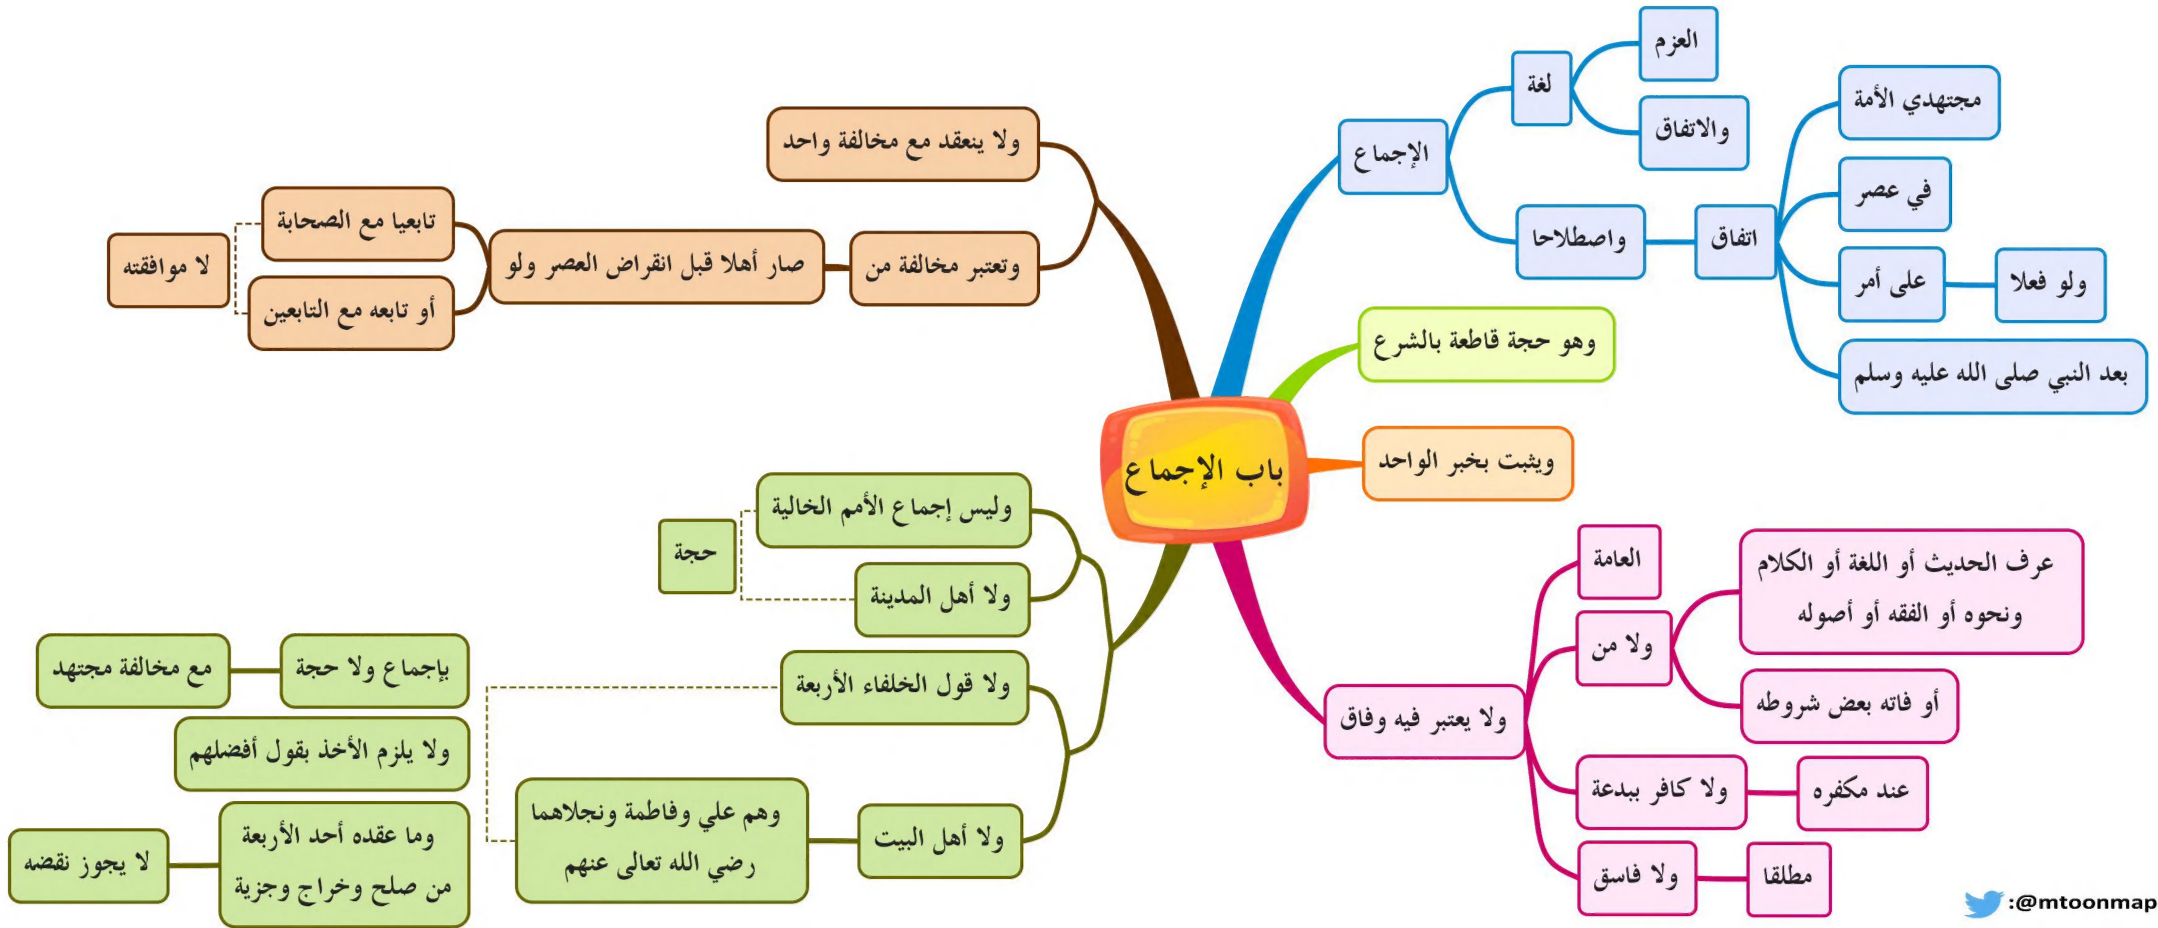 باب الإجماع
الإجماع
لغة
العزم
والاتفاق
واصطلاحا
اتفاق
مجتهدي الأمة
في عصر
على أمر
ولو فعلا
بعد النبي صلى الله عليه وسلم
وهو حجة قاطعة بالشرع
ويثبت بخبر الواحد
ولا يعتبر فيه وفاق
العامة
ولا من
عرف الحديث أو اللغة أو الكلام
ونحوه أو الفقه أو أصوله
أو فاته بعض شروطه
ولا كافر ببدعة
عند مكفره
ولا فاسق
مطلقا
ولا ينعقد مع مخالفة واحد
وتعتبر مخالفة من
صار أهلا قبل انقراض العصر ولو
تابعيا مع الصحابة
أو تابعه مع التابعين
لا موافقته
وليس إجماع الأمم الخالية
ولا أهل المدينة
حجة
ولا قول الخلفاء الأربعة
ولا أهل البيت
وهم علي وفاطمة ونجلاهما
رضي الله تعالى عنهم
بإجماع ولا حجة
مع مخالفة مجتهد
ولا يلزم الأخذ بقول أفضلهم
وما عقده أحد الأربعة
من صلح وخراج وجزية
لا يجوز نقضه
:@mtoonmap